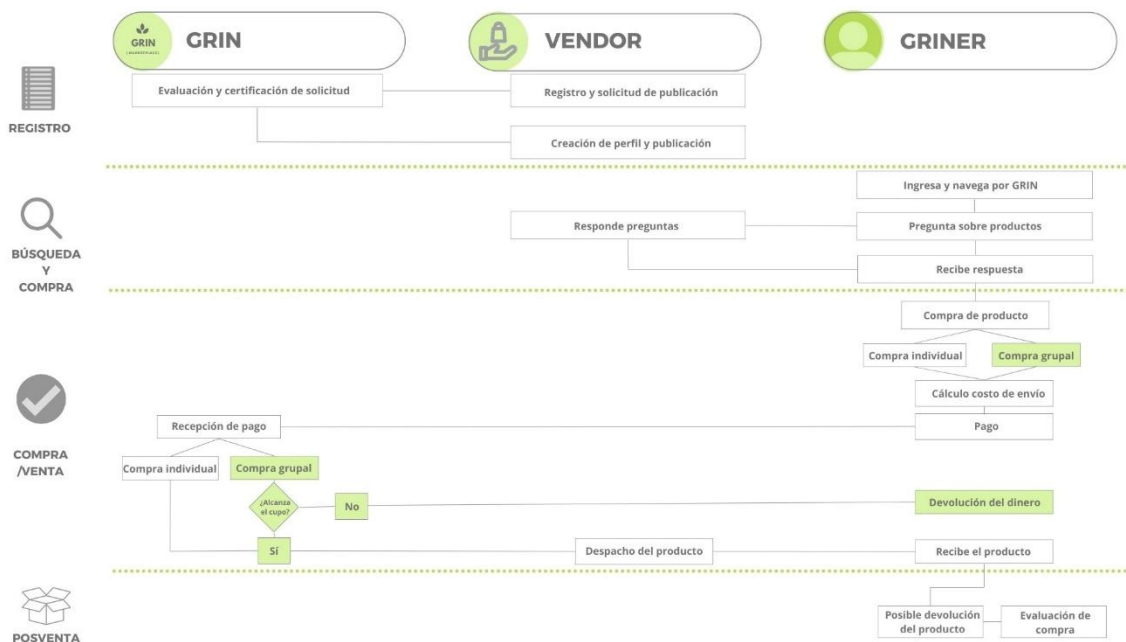 GRIN
GRIN
VENDOR
GRINER
REGISTRO
Evaluación y certificación de solicitud
Registro y solicitud de publicación
Creación de perfil y publicación
BÚSQUEDA
Y
COMPRA
Ingresa y navega por GRIN
Responde preguntas
Pregunta sobre productos
Recibe respuesta
COMPRA
/VENTA
Compra de producto
Compra individual
Compra grupal
Cálculo costo de envío
Recepción de pago
Pago
Compra individual
Compra grupal
¿Alcanza
el cupo?
No
Devolución del dinero
Sí
Despacho del producto
Recibe el producto
POSVENTA
Posible devolución
del producto
Evaluación de
compra